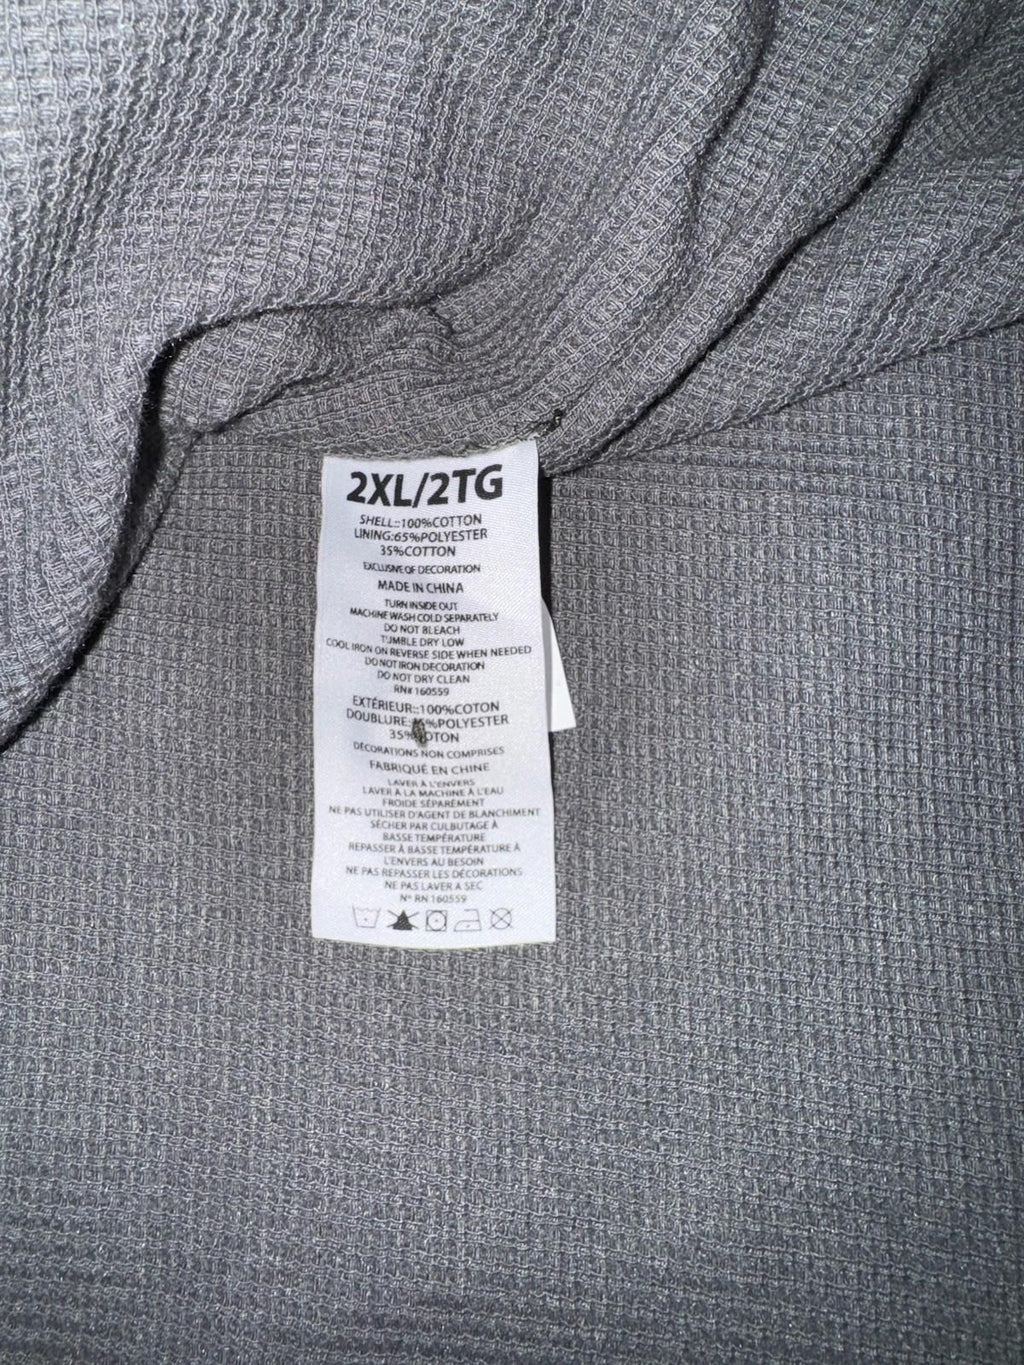 2XL/2TG
SHELL::100%COTTON
LINING:65%POLYESTER
35%COTTON
EXCLUSIVE OF DECORATION
MADE IN CHINA
TURN INSIDE OUT
MACHINE WASH COLD SEPARATELY
DO NOT BLEACH
TUMBLE DRY LOW
COOL IRON ON REVERSE SIDE WHEN NEEDED
DO NOT IRON DECORATION
DO NOT DRY CLEAN
RN# 160559
EXTÉRIEUR::100%COTON
DOUBLURE: %POLYESTER
35% OTON
DÉCORATIONS NON COMPRISES
FABRIQUÉ EN CHINE
LAVER À L'ENVERS
LAVER À LA MACHINE À L'EAU
FROIDE SÉPARÉMENT
NE PAS UTILISER D'AGENT DE BLANCHIMENT
SÉCHER PAR CULBUTAGE À
BASSE TEMPÉRATURE
REPASSER À BASSE TEMPÉRATURE À
L'ENVERS AU BESOIN
NE PAS REPASSER LES DÉCORATIONS
NE PAS LAVER A SEC
N° RN 160559